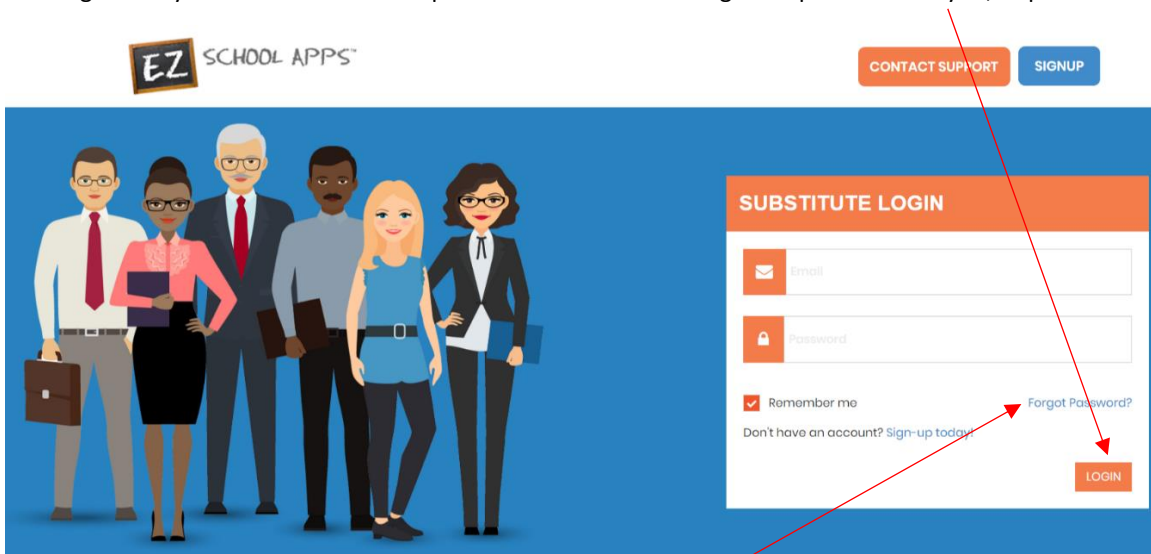 EZ SCHOOL APPS™
CONTACT SUPPORT
SIGNUP
SUBSTITUTE LOGIN
Email
Password
Remember me
Forgot Password?
Don't have an account? Sign-up today!
LOGIN